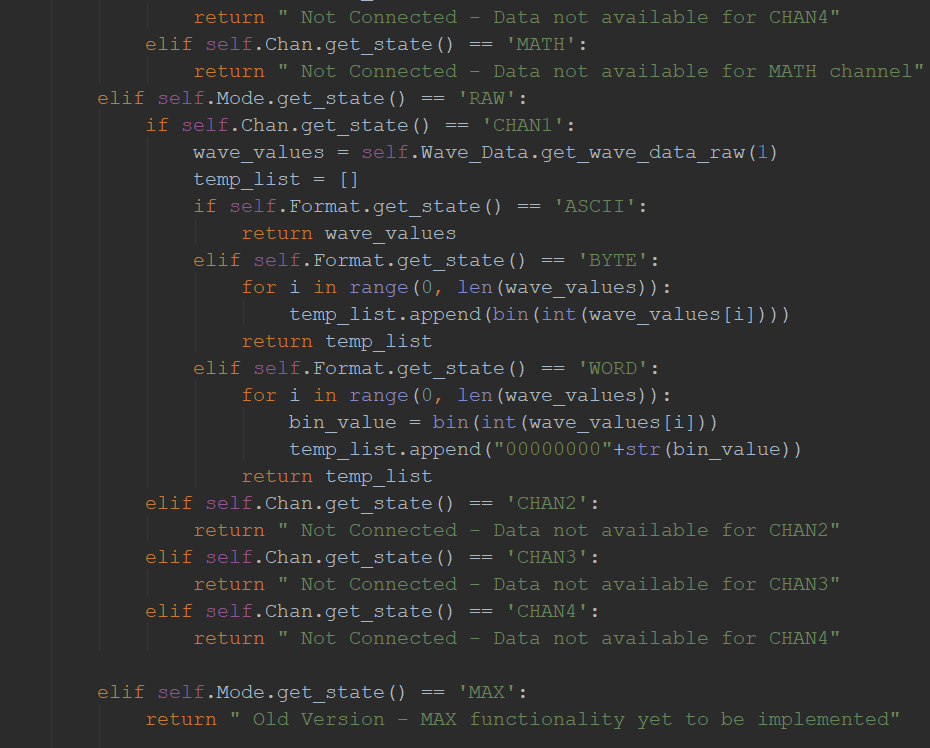 return " Not Connected - Data not available for CHAN4"
elif self.Chan.get_state() == 'MATH':
return " Not Connected - Data not available for MATH channel"
elif self.Mode.get_state() == 'RAW':
if self.Chan.get_state() == 'CHAN1':
wave_values = self.Wave_Data.get_wave_data_raw(1)
temp_list = []
if self.Format.get_state() == 'ASCII':
return wave_values
elif self.Format.get_state() == 'BYTE':
for i in range(0, len(wave_values)):
temp_list.append(bin(int(wave_values[i])))
return temp_list
elif self.Format.get_state() == 'WORD':
for i in range(0, len(wave_values)):
bin_value = bin(int(wave_values[i]))
temp_list.append("00000000"+str(bin_value))
return temp_list
elif self.Chan.get_state() == 'CHAN2':
return " Not Connected - Data not available for CHAN2"
elif self.Chan.get_state() == 'CHAN3':
return " Not Connected - Data not available for CHAN3"
elif self.Chan.get_state() == 'CHAN4':
return " Not Connected - Data not available for CHAN4"
elif self.Mode.get_state() == 'MAX':
return " Old Version - MAX functionality yet to be implemented"